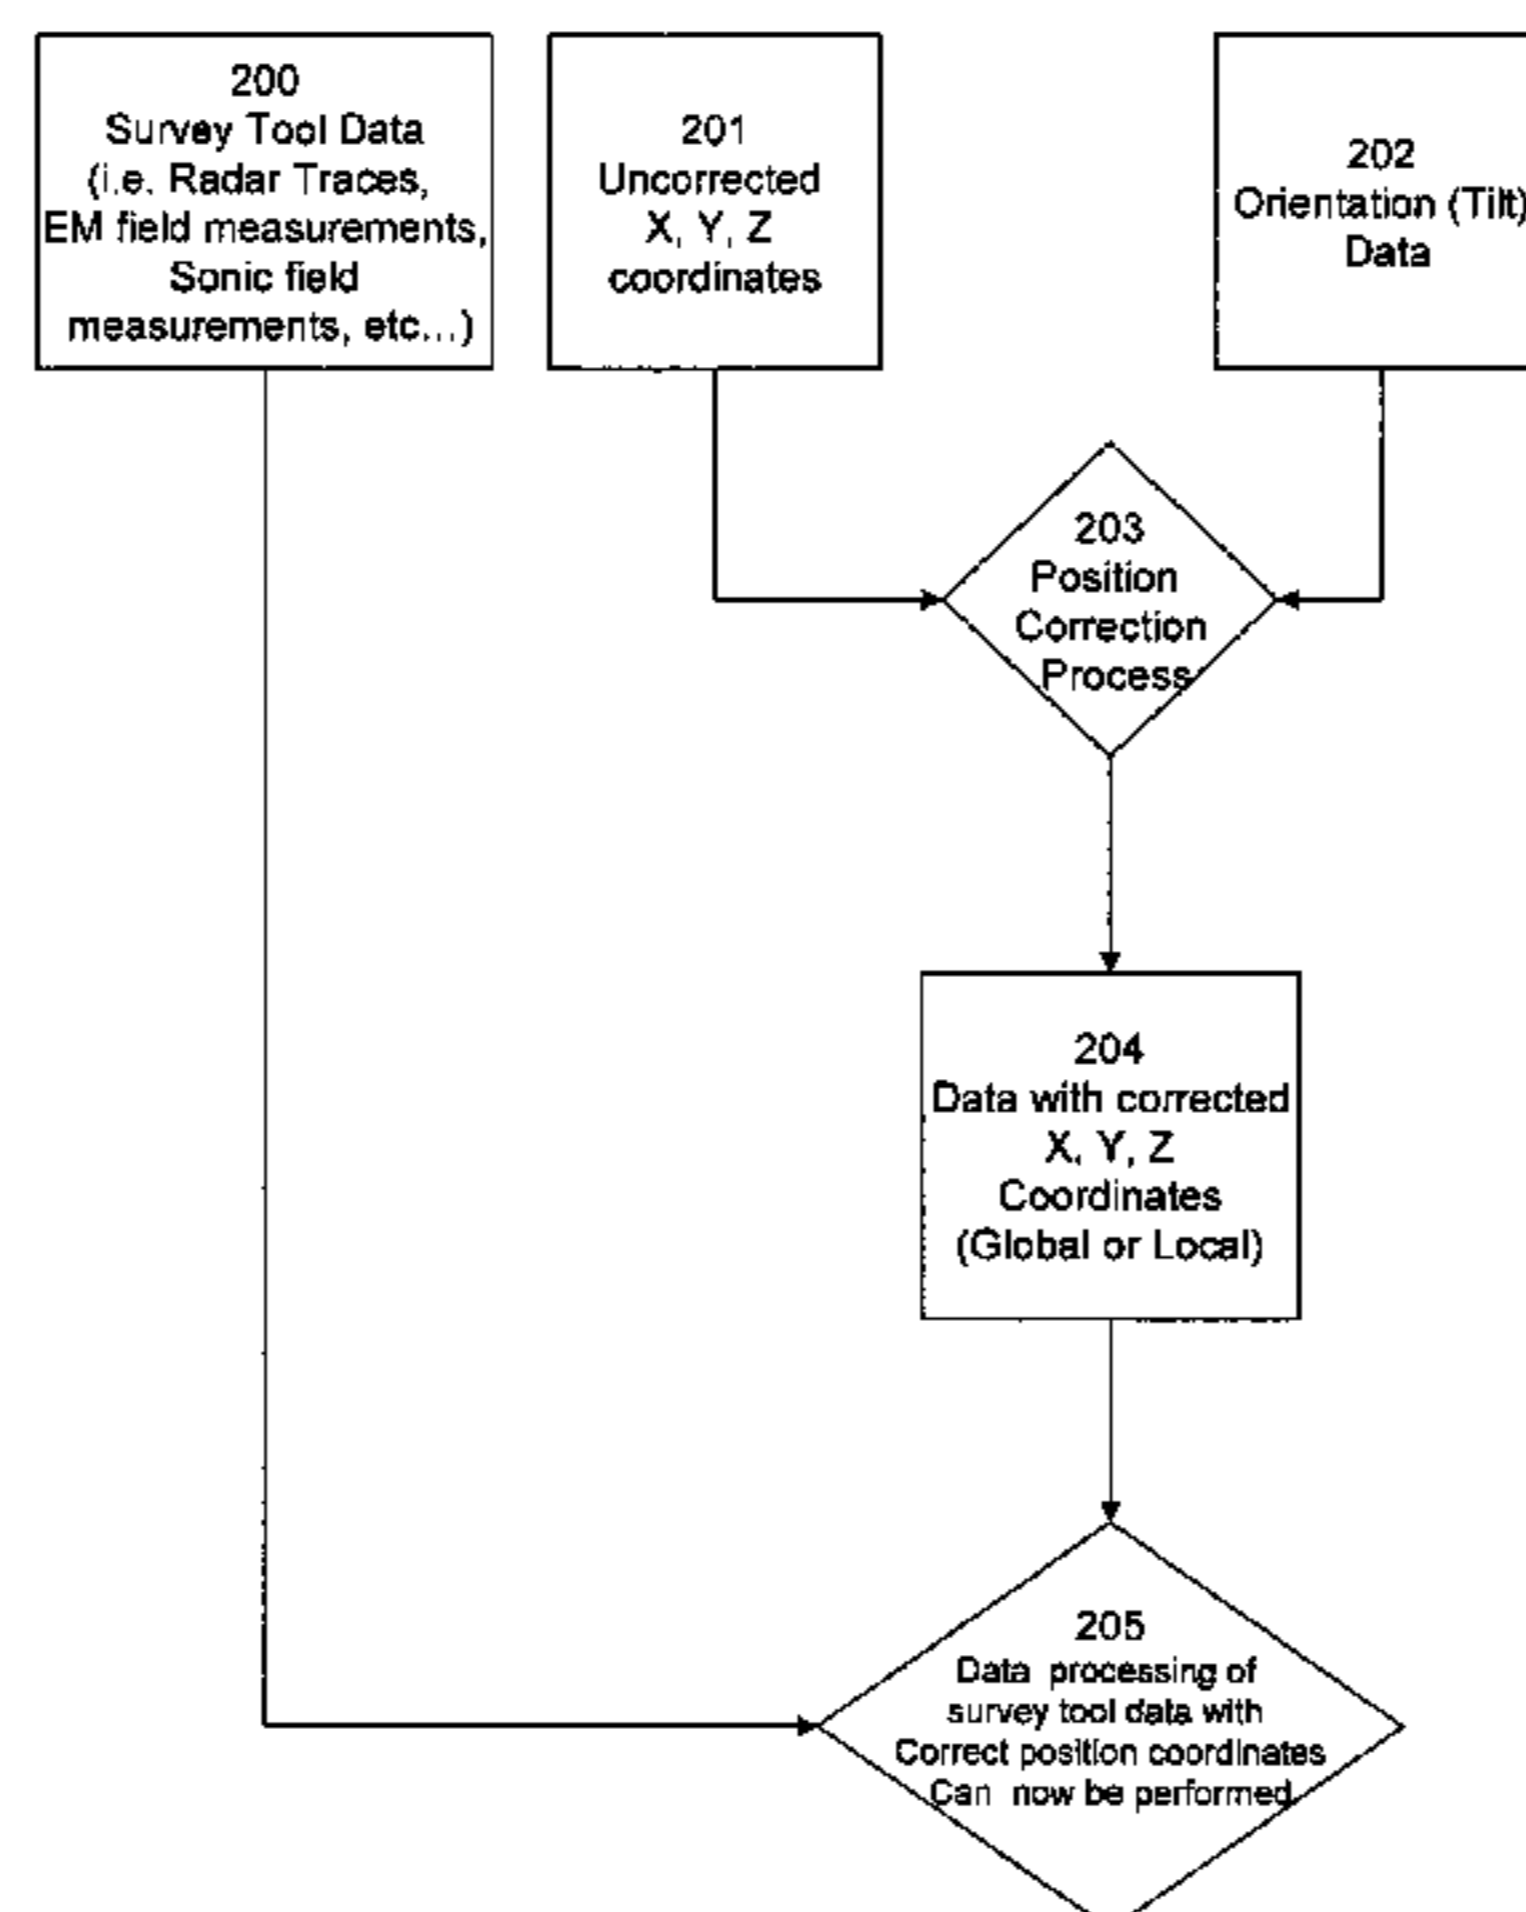 200
Survey Tool Data
(i.e. Radar Traces,
EM field measurements,
Sonic field
measurements, etc...)
201
Uncorrected
X, Y, Z
coordinates
202
Orientation (Tilt)
Data
203
Position
Correction
Process
204
Data with corrected
X, Y, Z
Coordinates
(Global or Local)
205
Data processing of
survey tool data with
Correct position coordinates
Can now be performed